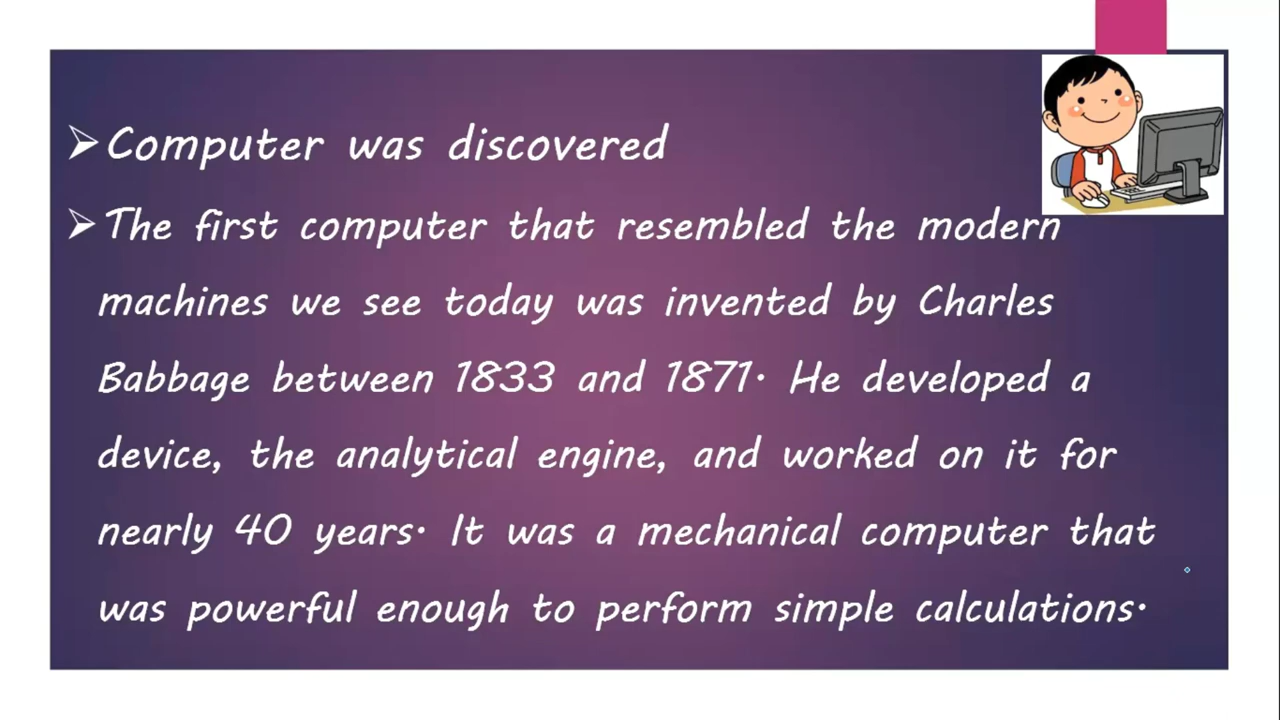 ➢Computer was discovered
➢The first computer that resembled the modern
machines we see today was invented by Charles
Babbage between 1833 and 1871. He developed a
device, the analytical engine, and worked on it for
nearly 40 years. It was a mechanical computer that
was powerful enough to perform simple calculations.